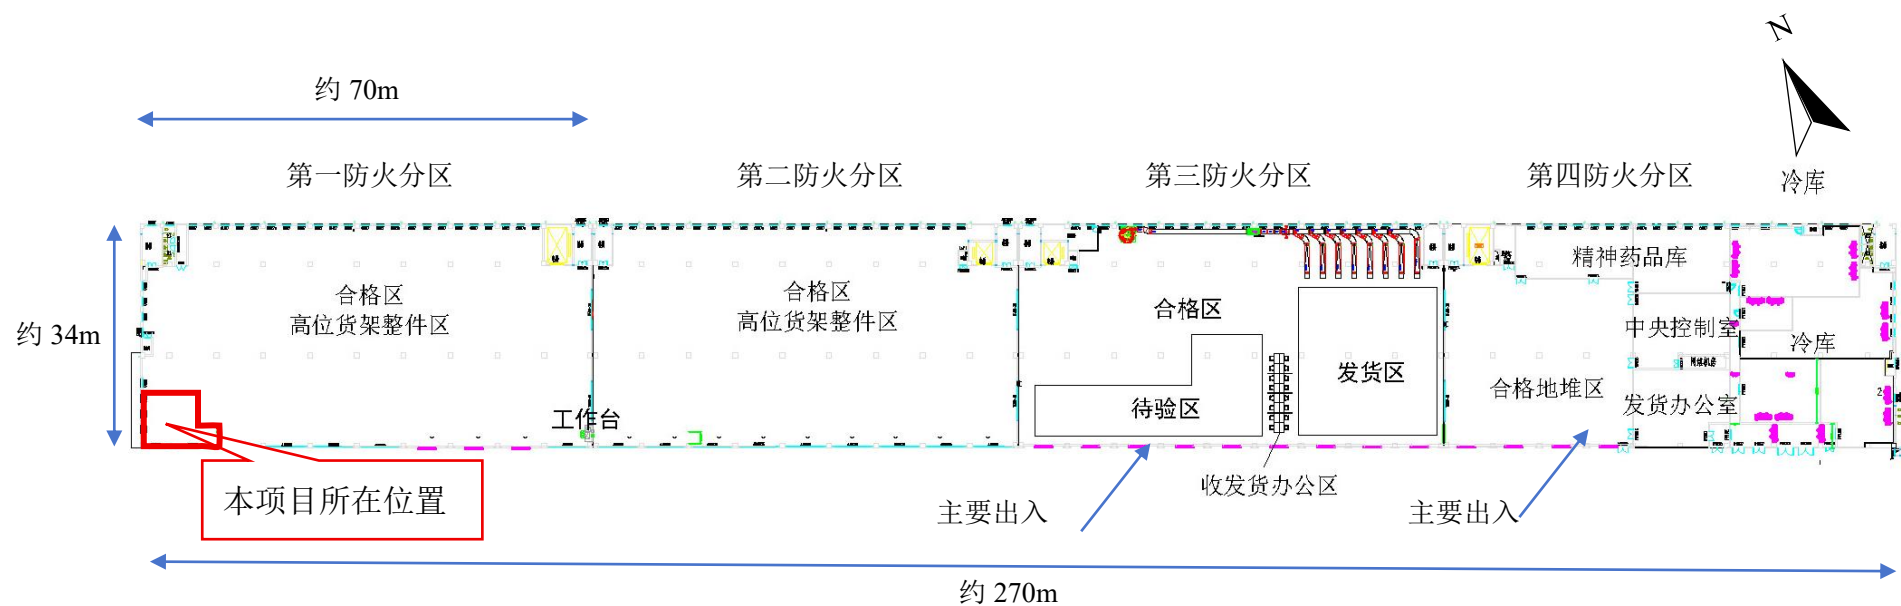 N
约 70m
第一防火分区
第二防火分区
第三防火分区
第四防火分区
冷库
精神药品库
合格区
高位货架整件区
合格区
高位货架整件区
合格区
约 34m
中央控制室
冷库
发货区
合格地堆区
发货办公室
待验区
工作台
收发货办公区
本项目所在位置
主要出入
主要出入
约 270m